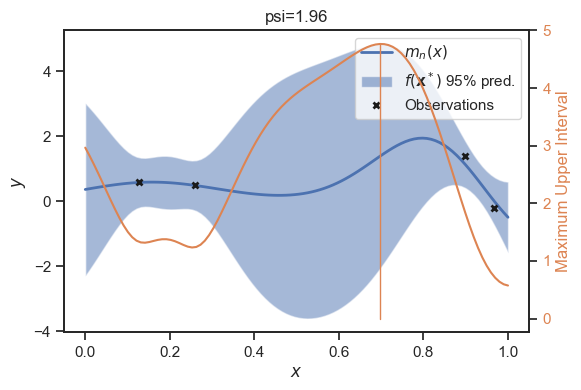 psi=1.96
mₙ(x)
f(𝐱*) 95% pred.
Observations
4
2
0
−2
−4
y
5
4
3
2
1
0
Maximum Upper Interval
0.0 0.2 0.4 0.6 0.8 1.0
x